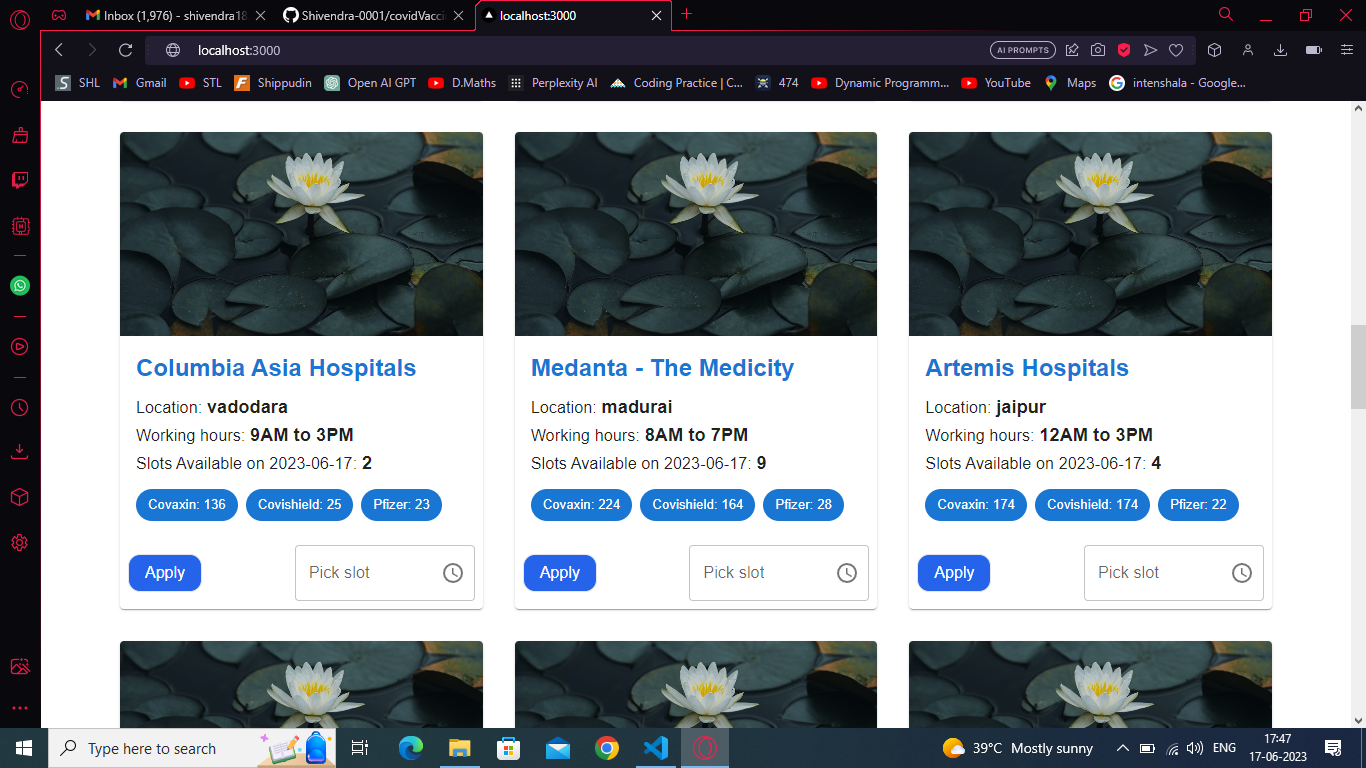 Inbox (1,976) - shivendra18 Shivendra-0001/covidVacci localhost:3000
localhost:3000 AI PROMPTS
SHL Gmail STL Shippudin Open AI GPT D.Maths Perplexity AI Coding Practice | C... 474 Dynamic Programm... YouTube Maps intenshala - Google...
Columbia Asia Hospitals
Location: vadodara
Working hours: 9AM to 3PM
Slots Available on 2023-06-17: 2
Covaxin: 136 Covishield: 25 Pfizer: 23
Apply Pick slot
Medanta - The Medicity
Location: madurai
Working hours: 8AM to 7PM
Slots Available on 2023-06-17: 9
Covaxin: 224 Covishield: 164 Pfizer: 28
Apply Pick slot
Artemis Hospitals
Location: jaipur
Working hours: 12AM to 3PM
Slots Available on 2023-06-17: 4
Covaxin: 174 Covishield: 174 Pfizer: 22
Apply Pick slot
Type here to search 39°C Mostly sunny ENG 17:47
17-06-2023